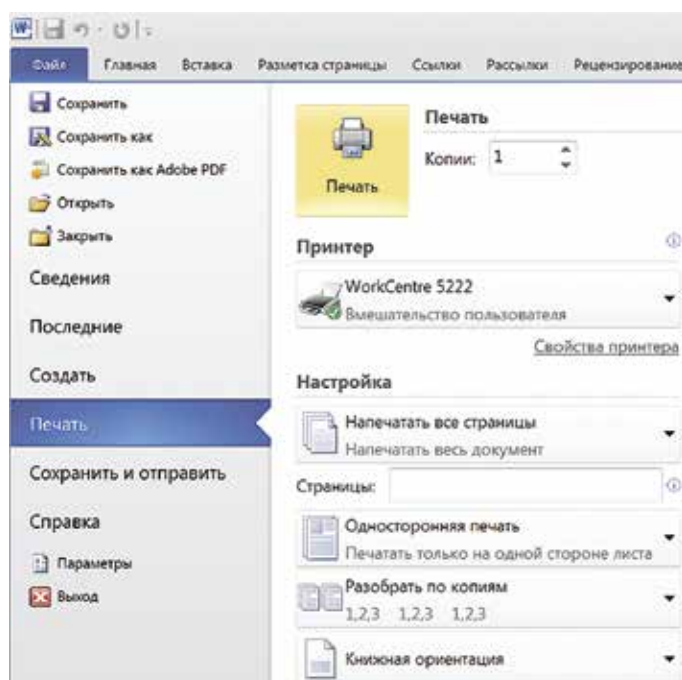 Файл Главная Вставка Разметка страницы Ссылки Рассылки Рецензирование
Сохранить
Сохранить как
Сохранить как Adobe PDF
Открыть
Закрыть
Сведения
Последние
Создать
Печать
Сохранить и отправить
Справка
Параметры
Выход
Печать
Печать
Копии: 1
Принтер
WorkCentre 5222
Вмешательство пользователя
Свойства принтера
Настройка
Напечатать все страницы
Напечатать весь документ
Страницы:
Односторонняя печать
Печатать только на одной стороне листа
Разобрать по копиям
1,2,3 1,2,3 1,2,3
Книжная ориентация